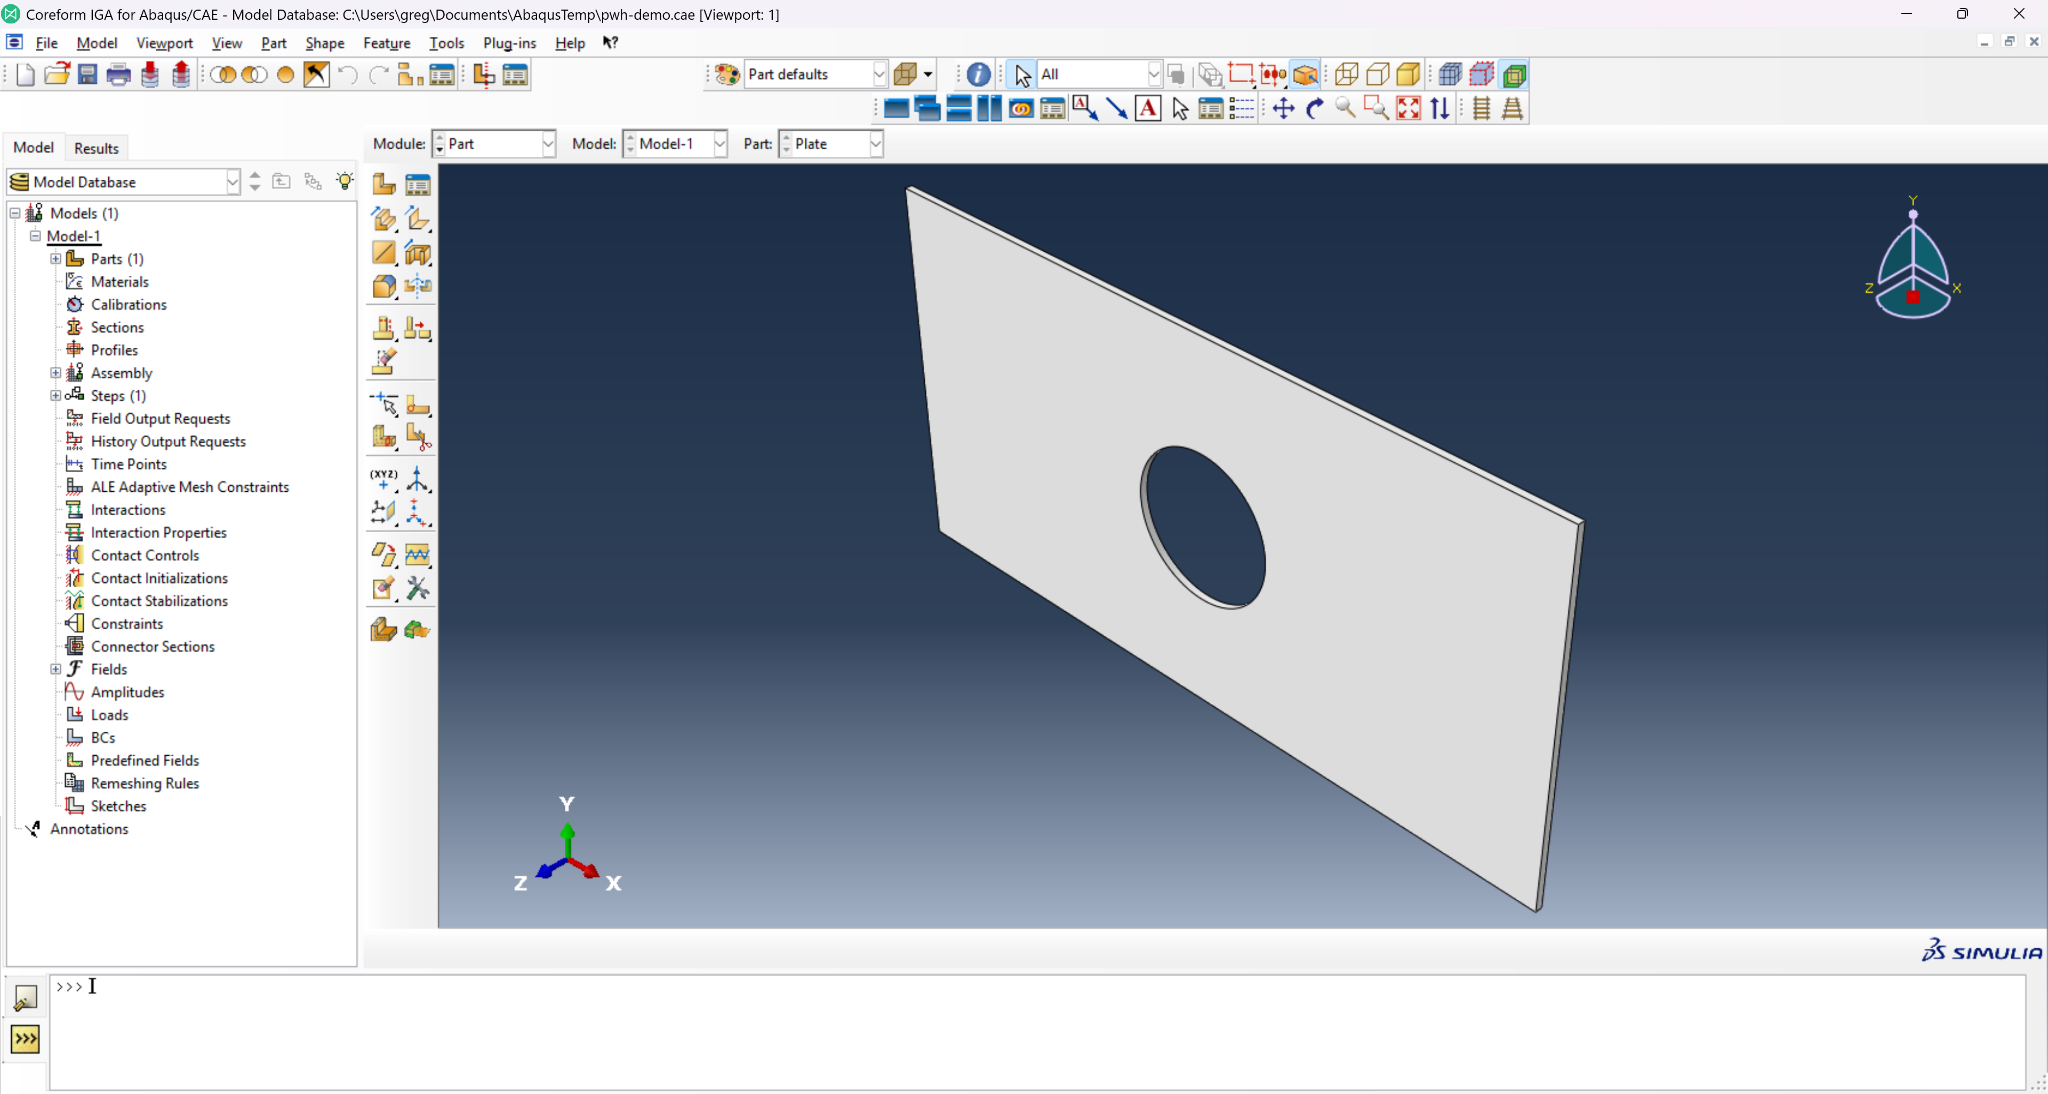 Coreform IGA for Abaqus/CAE - Model Database: C:\Users\greg\Documents\AbaqusTemp\pwh-demo.cae [Viewport: 1]
File Model Viewport View Part Shape Feature Tools Plug-ins Help
Part defaults
All
A
A
Model Results
Module: Part Model: Model-1 Part: Plate
Model Database
Models (1)
Model-1
Parts (1)
Materials
Calibrations
Sections
Profiles
Assembly
Steps (1)
Field Output Requests
History Output Requests
Time Points
ALE Adaptive Mesh Constraints
Interactions
Interaction Properties
Contact Controls
Contact Initializations
Contact Stabilizations
Constraints
Connector Sections
Fields
Amplitudes
Loads
BCs
Predefined Fields
Remeshing Rules
Sketches
Annotations
(XYZ)
Y
Z X
Y
Z X
SIMULIA
>>>
>>>